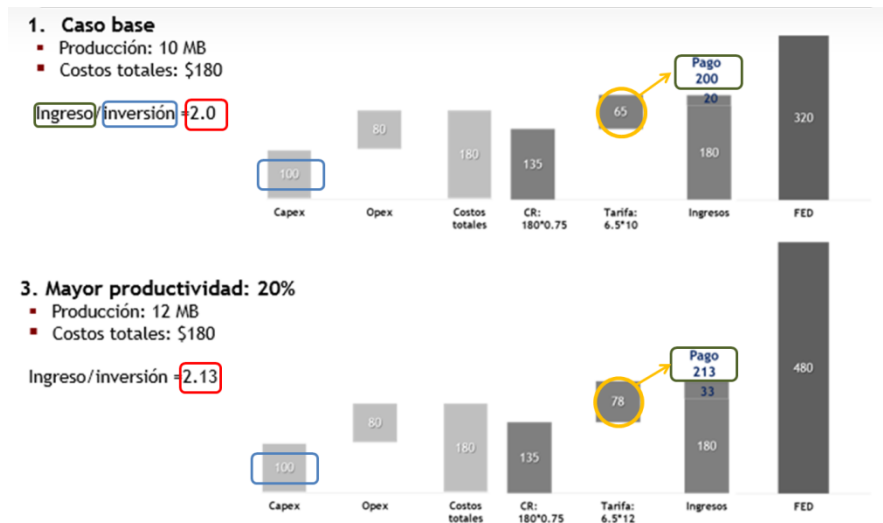 1. Caso base
▪ Producción: 10 MB
▪ Costos totales: $180
Ingreso/inversión =2.0
100
80
180
135
65
Pago
200
20
180
320
Capex
Opex
Costos
totales
CR:
180*0.75
Tarifa:
6.5*10
Ingresos
FED
3. Mayor productividad: 20%
▪ Producción: 12 MB
▪ Costos totales: $180
Ingreso/inversión =2.13
100
80
180
135
78
Pago
213
33
180
480
Capex
Opex
Costos
totales
CR:
180*0.75
Tarifa:
6.5*12
Ingresos
FED